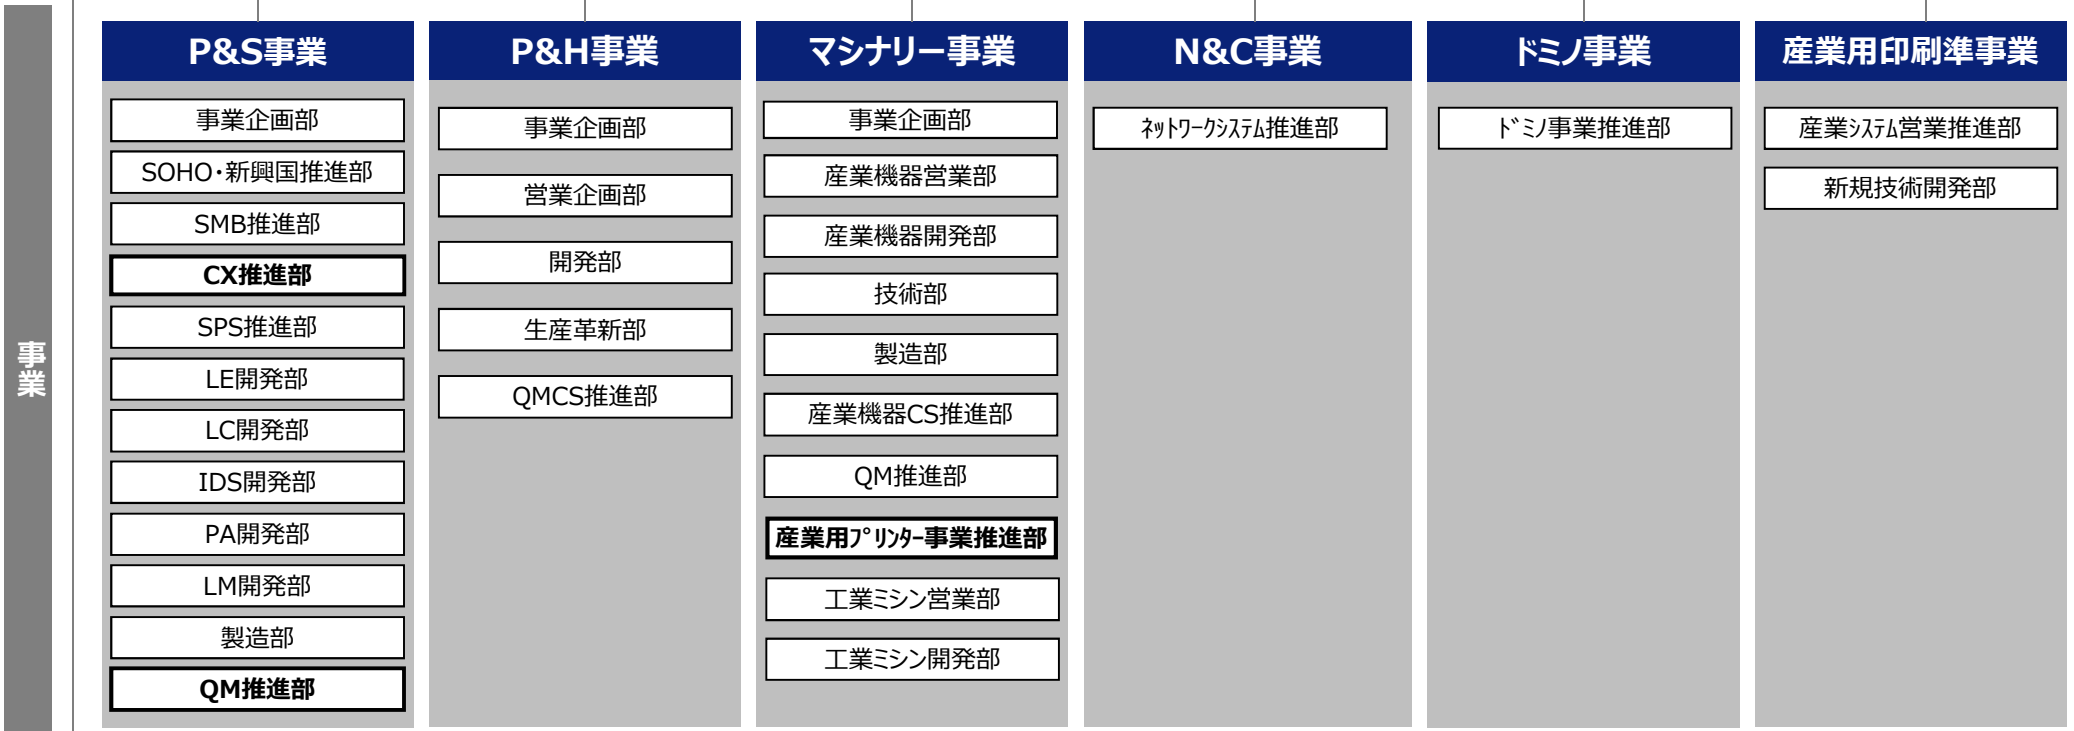 事業
P&S事業
事業企画部
SOHO・新興国推進部
SMB推進部
CX推進部
SPS推進部
LE開発部
LC開発部
IDS開発部
PA開発部
LM開発部
製造部
QM推進部
P&H事業
事業企画部
営業企画部
開発部
生産革新部
QMCS推進部
マシナリー事業
事業企画部
産業機器営業部
産業機器開発部
技術部
製造部
産業機器CS推進部
QM推進部
産業用プリンター事業推進部
工業ミシン営業部
工業ミシン開発部
N&C事業
ネットワークシステム推進部
ドミノ事業
ドミノ事業推進部
産業用印刷準事業
産業システム営業推進部
新規技術開発部